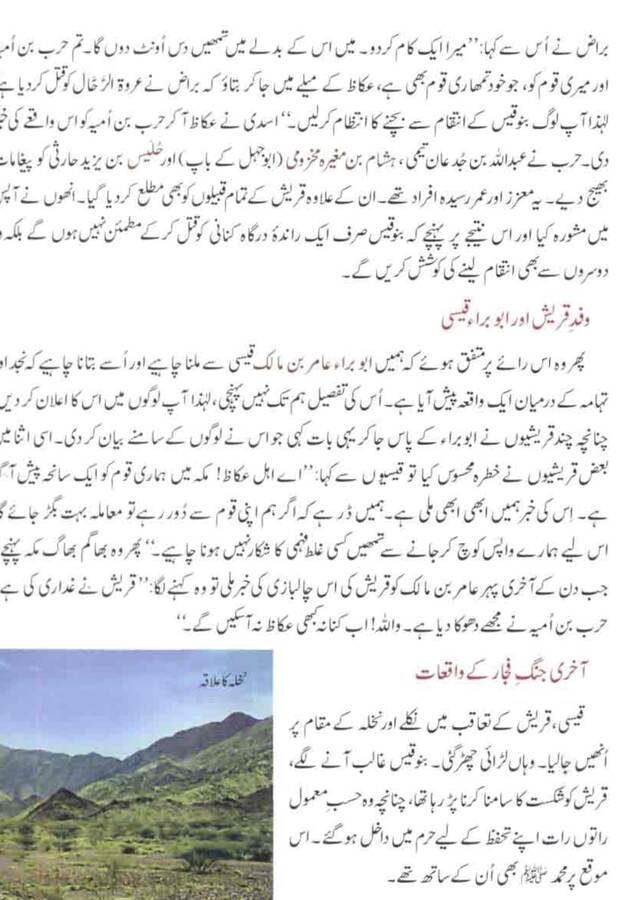 براض نے اُس سے کہا: ”میرا ایک کام کر دو۔ میں اس کے بدلے میں تمھیں دس اُونٹ دوں گا۔ تم حرب بن اُمیہ
اور میری قوم کو، جو خود تمھاری قوم بھی ہے، عکاظ کے میلے میں جا کر بتاؤ کہ براض نے عروۃ الرّحّال کو قتل کر دیا ہے
لہٰذا آپ لوگ بنو قیس کے انتقام سے بچنے کا انتظام کر لیں۔“ اسدی نے عکاظ آ کر حرب بن اُمیہ کو اس واقعے کی خبر
دی۔ حرب نے عبداللہ بن جُدعان تیمی، ہشام بن مغیرہ مخزومی (ابوجہل کے باپ) اور حُلیس بن یزید حارثی کو پیغامات
بھیج دیے۔ یہ معزز اور عمر رسیدہ افراد تھے۔ ان کے علاوہ قریش کے تمام قبیلوں کو بھی مطلع کر دیا گیا۔ انھوں نے آپس
میں مشورہ کیا اور اس نتیجے پر پہنچے کہ بنو قیس صرف ایک راندۂ درگاہ کنانی کو قتل کر کے مطمئن نہیں ہوں گے بلکہ
دوسروں سے بھی انتقام لینے کی کوشش کریں گے۔
وفدِ قریش اور ابو براء قیسی
پھر وہ اس رائے پر متفق ہوئے کہ ہمیں ابو براء عامر بن مالک قیسی سے ملنا چاہیے اور اُسے بتانا چاہیے کہ نجد اور
تہامہ کے درمیان ایک واقعہ پیش آیا ہے۔ اُس کی تفصیل ہم تک نہیں پہنچی، لہٰذا آپ لوگوں میں اس کا اعلان کر دیں
چنانچہ چند قریشیوں نے ابو براء کے پاس جا کر یہی بات کہی جو اس نے لوگوں کے سامنے بیان کر دی۔ اسی اثنا میں
بعض قریشیوں نے خطرہ محسوس کیا تو قیسیوں سے کہا: ”اے اہل عکاظ! مکہ میں ہماری قوم کو ایک سانحہ پیش آ گیا
ہے۔ اِس کی خبر ہمیں ابھی ابھی ملی ہے۔ ہمیں ڈر ہے کہ اگر ہم اپنی قوم سے دُور رہے تو معاملہ بہت بگڑ جائے گا
اس لیے ہمارے واپس کوچ کر جانے سے تمھیں کسی غلط فہمی کا شکار نہیں ہونا چاہیے۔“ پھر وہ بھاگم بھاگ مکہ پہنچے
جب دن کے آخری پہر عامر بن مالک کو قریش کی اس چالبازی کی خبر ملی تو وہ کہنے لگا: ”قریش نے غداری کی ہے
حرب بن اُمیہ نے مجھے دھوکا دیا ہے۔ واللہ! اب کنانہ کبھی عکاظ نہ آسکیں گے۔“
آخری جنگِ فجار کے واقعات
نخلہ کا علاقہ
قیسی، قریش کے تعاقب میں نکلے اور نخلہ کے مقام پر
اُنھیں جا لیا۔ وہاں لڑائی چھڑ گئی۔ بنو قیس غالب آنے لگے،
قریش کو شکست کا سامنا کرنا پڑ رہا تھا، چنانچہ وہ حسب معمول
راتوں رات اپنے تحفظ کے لیے حرم میں داخل ہو گئے۔ اس
موقع پر محمد ﷺ بھی اُن کے ساتھ تھے۔